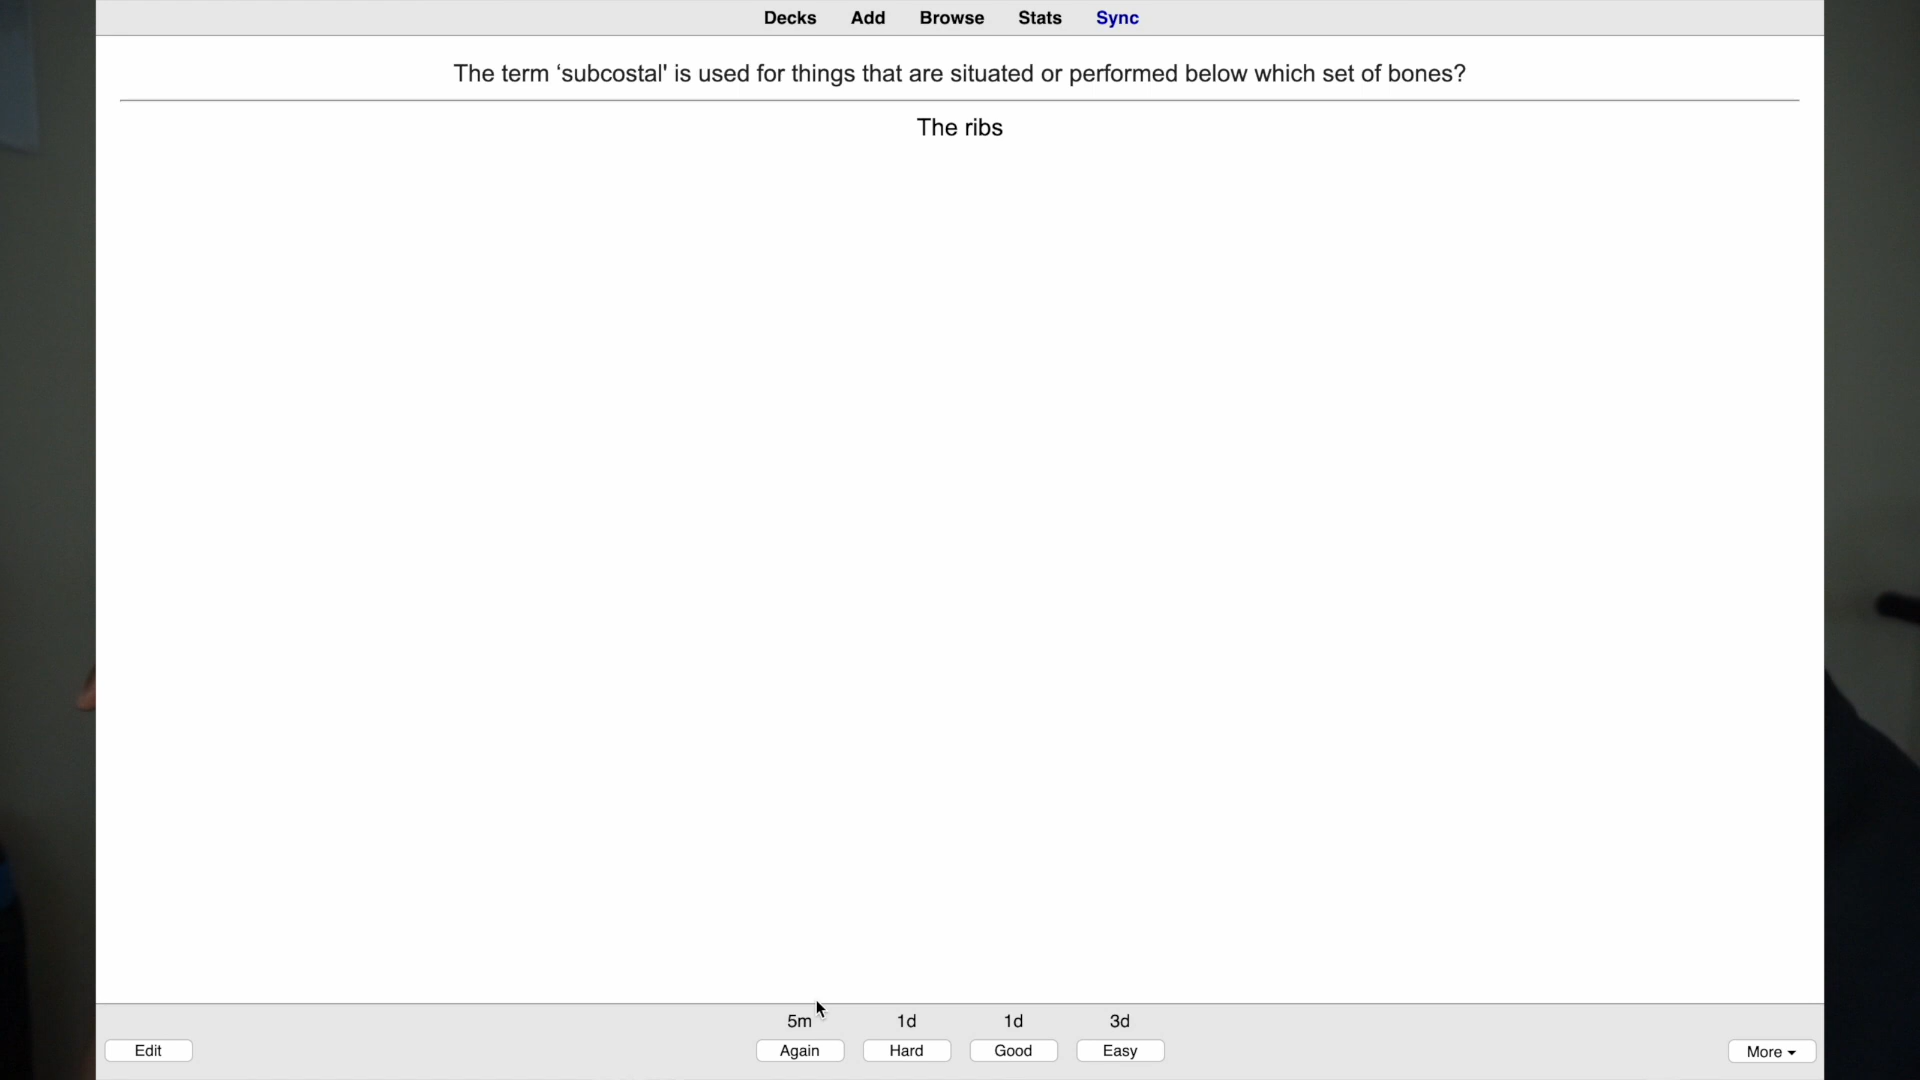 Decks Add Browse Stats Sync
The term ‘subcostal' is used for things that are situated or performed below which set of bones?
The ribs
5m 1d 1d 3d
Edit Again Hard Good Easy More